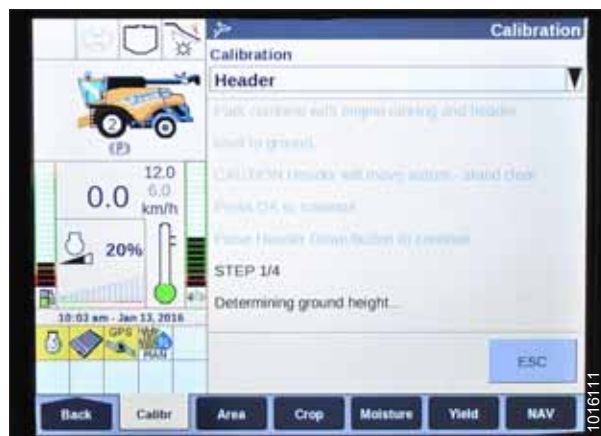 Calibration
Calibration
Header
Park combine with engine running and header
level to ground.
CAUTION Header will move autom.- stand clear
Press OK to continue
Press Header Down Button to continue
STEP 1/4
Determining ground height...
ESC
2
(P)
12.0
0.0
6.0
km/h
20%
10:03 am - Jan 13, 2016
GPS
MAN
Back
Calibr
Area
Crop
Moisture
Yield
NAV
1016111